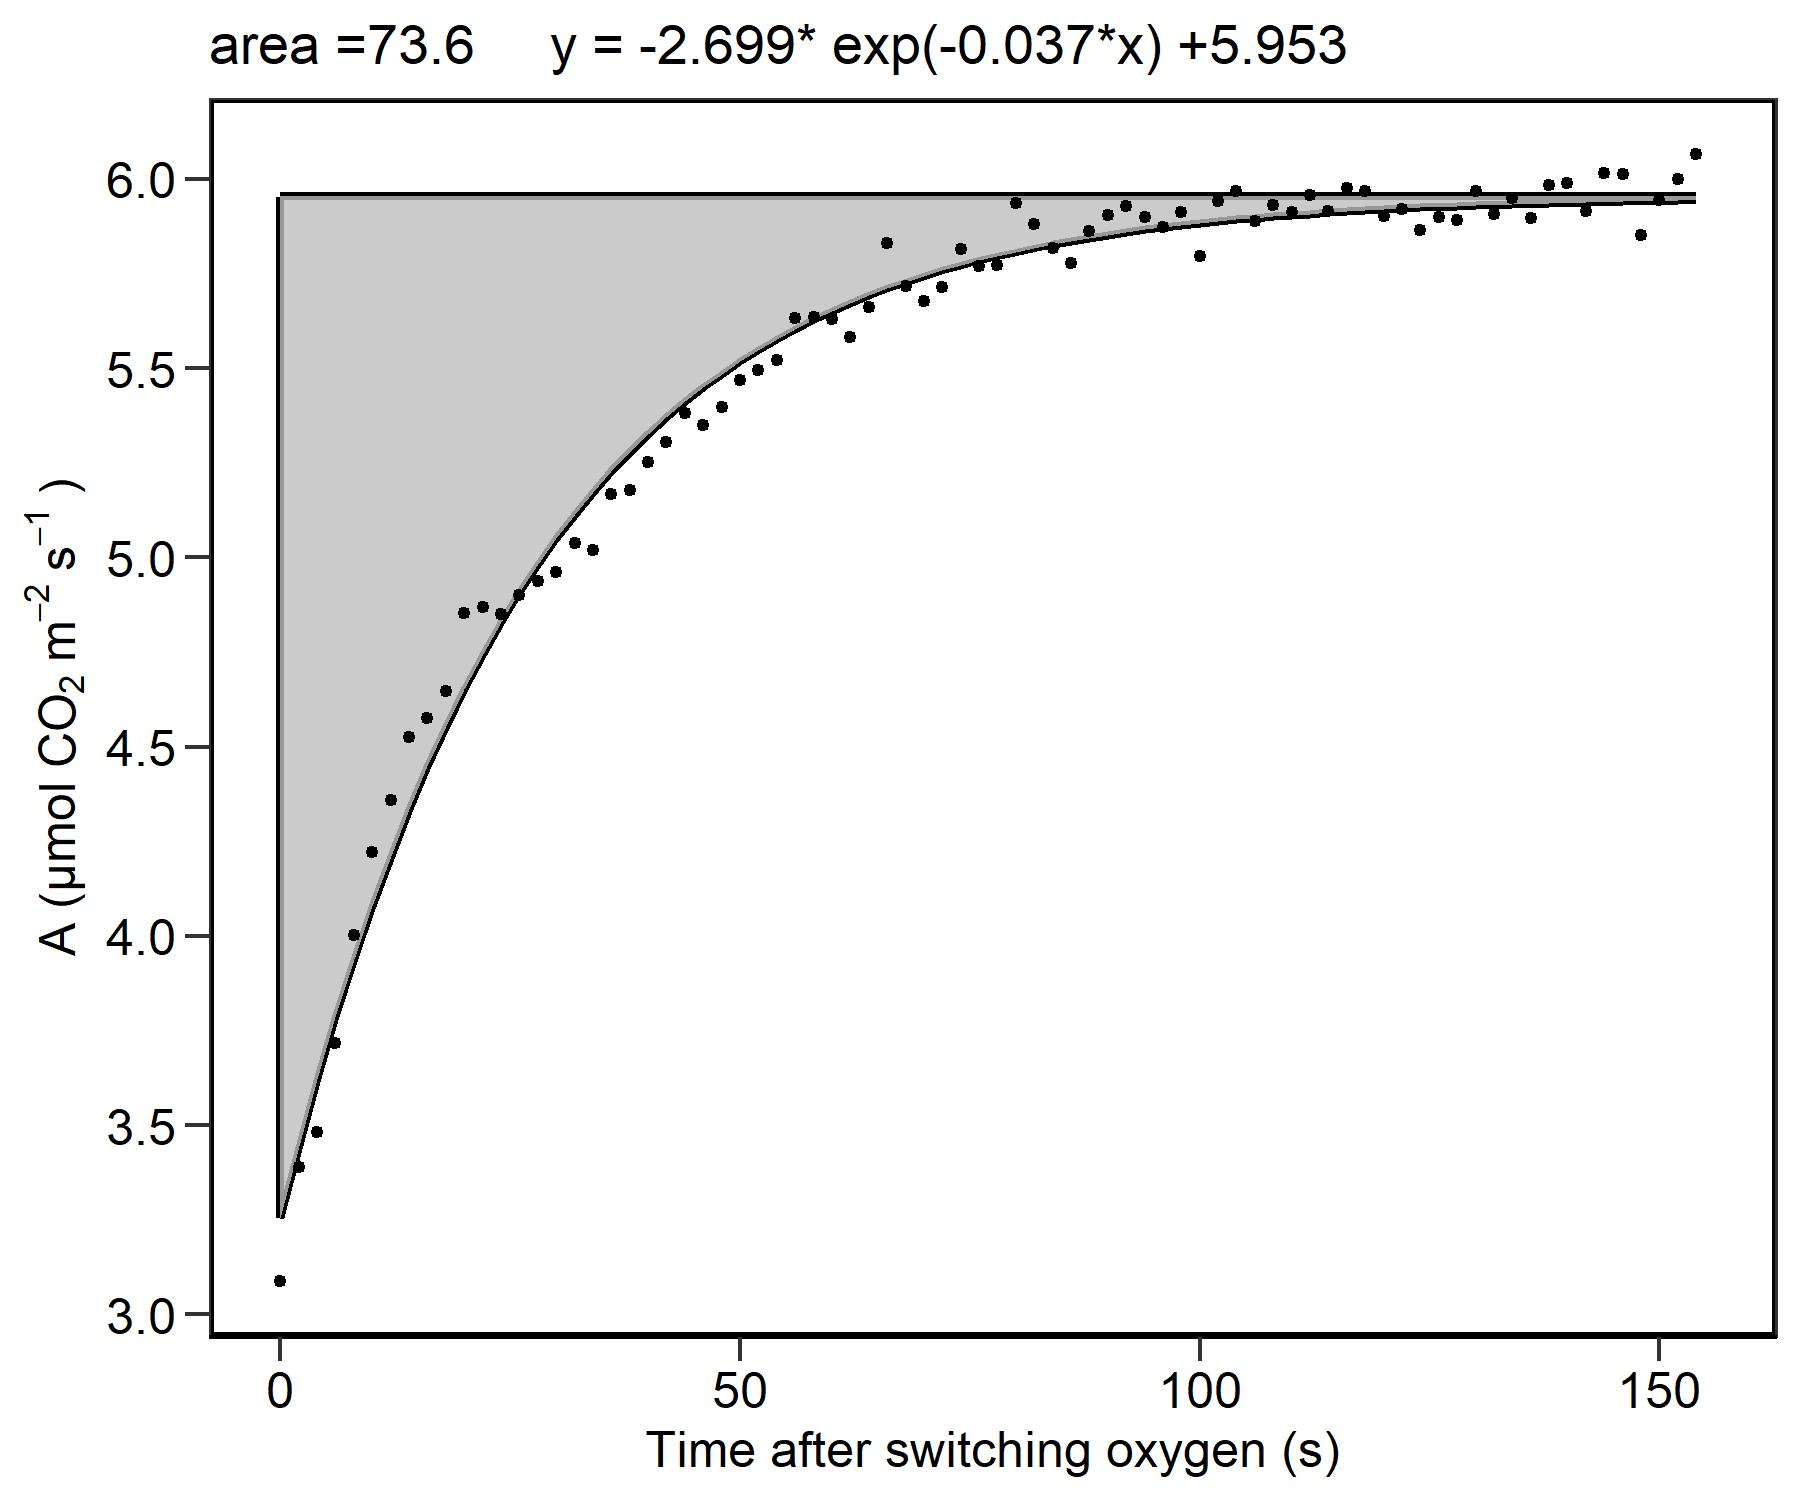 area =73.6 y = -2.699* exp(-0.037*x) +5.953
A (µmol CO₂ m⁻² s⁻¹ )
6.0
5.5
5.0
4.5
4.0
3.5
3.0
0 50 100 150
Time after switching oxygen (s)